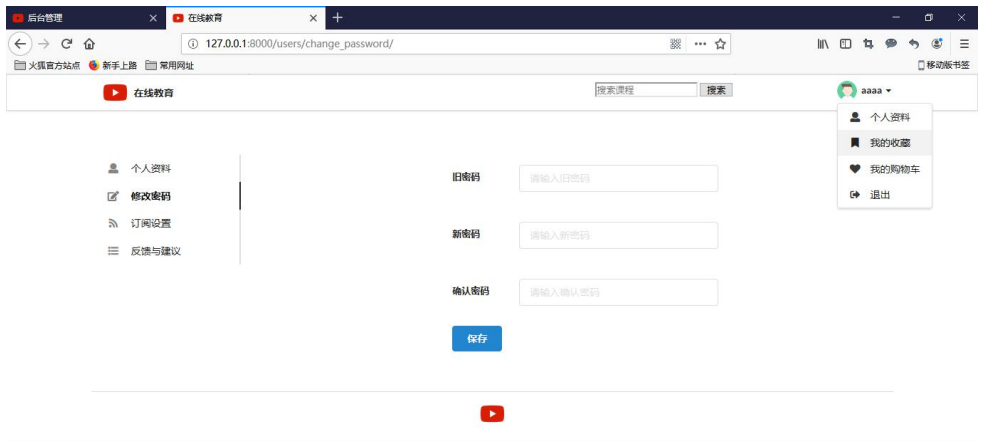 后台管理
在线教育
127.0.0.1:8000/users/change_password/
火狐官方站点 新手上路 常用网址
移动版书签
在线教育
搜索课程 搜索
aaaa
个人资料
我的收藏
我的购物车
退出
个人资料
修改密码
订阅设置
反馈与建议
旧密码 请输入旧密码
新密码 请输入新密码
确认密码 请输入确认密码
保存